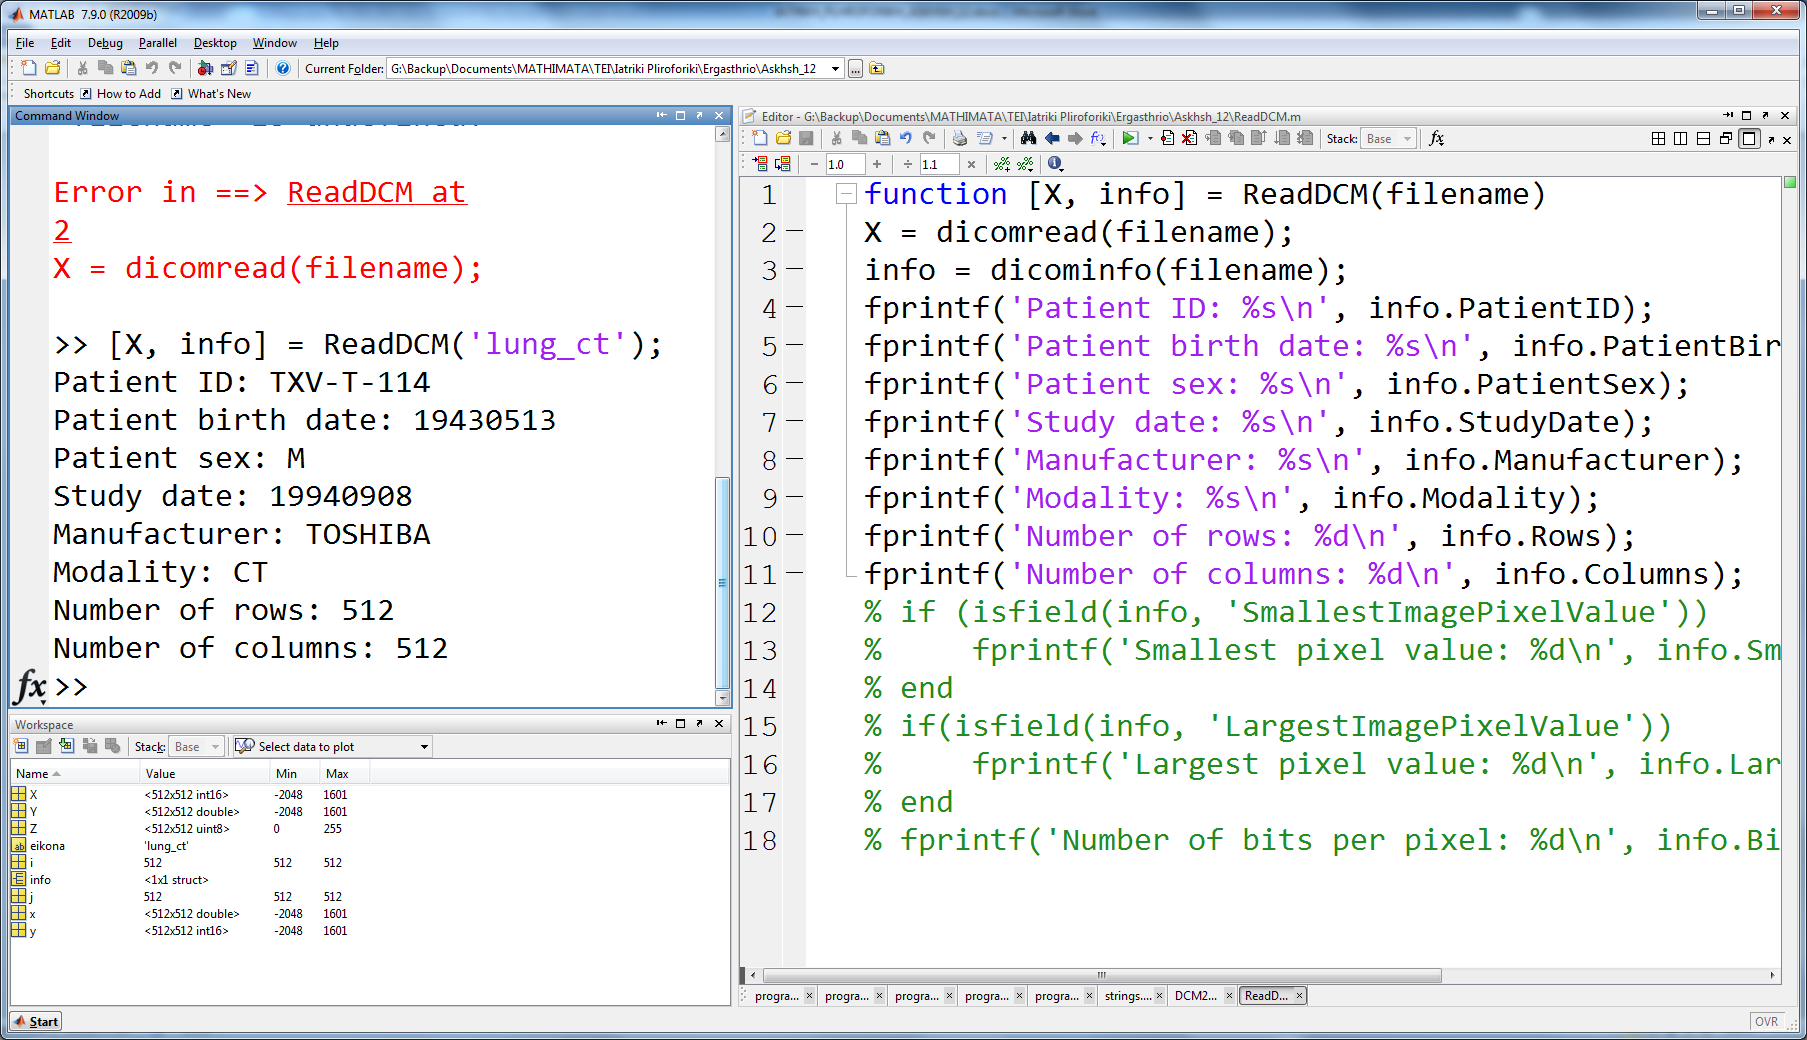 MATLAB 7.9.0 (R2009b)
File Edit Debug Parallel Desktop Window Help
Current Folder: G:\Backup\Documents\MATHIMATA\TEI\Iatriki Pliroforiki\Ergasthrio\Askhsh_12
Shortcuts How to Add What's New
Command Window
Error in ==> ReadDCM at
2
X = dicomread(filename);
>> [X, info] = ReadDCM('lung_ct');
Patient ID: TXV-T-114
Patient birth date: 19430513
Patient sex: M
Study date: 19940908
Manufacturer: TOSHIBA
Modality: CT
Number of rows: 512
Number of columns: 512
fx >>
Workspace
Stack: Base Select data to plot
Name Value Min Max
X <512x512 int16> -2048 1601
Y <512x512 double> -2048 1601
Z <512x512 uint8> 0 255
ab eikona 'lung_ct'
i 512 512 512
info <1x1 struct>
j 512 512 512
x <512x512 double> -2048 1601
y <512x512 int16> -2048 1601
Editor - G:\Backup\Documents\MATHIMATA\TEI\Iatriki Pliroforiki\Ergasthrio\Askhsh_12\ReadDCM.m
Stack: Base fx
− 1.0 + ÷ 1.1 ×
1 function [X, info] = ReadDCM(filename)
2 X = dicomread(filename);
3 info = dicominfo(filename);
4 fprintf('Patient ID: %s\n', info.PatientID);
5 fprintf('Patient birth date: %s\n', info.PatientBir
6 fprintf('Patient sex: %s\n', info.PatientSex);
7 fprintf('Study date: %s\n', info.StudyDate);
8 fprintf('Manufacturer: %s\n', info.Manufacturer);
9 fprintf('Modality: %s\n', info.Modality);
10 fprintf('Number of rows: %d\n', info.Rows);
11 fprintf('Number of columns: %d\n', info.Columns);
12 % if (isfield(info, 'SmallestImagePixelValue'))
13 %     fprintf('Smallest pixel value: %d\n', info.Sm
14 % end
15 % if(isfield(info, 'LargestImagePixelValue'))
16 %     fprintf('Largest pixel value: %d\n', info.Lar
17 % end
18 % fprintf('Number of bits per pixel: %d\n', info.Bi
progra... progra... progra... progra... progra... strings.... DCM2... ReadD...
Start OVR